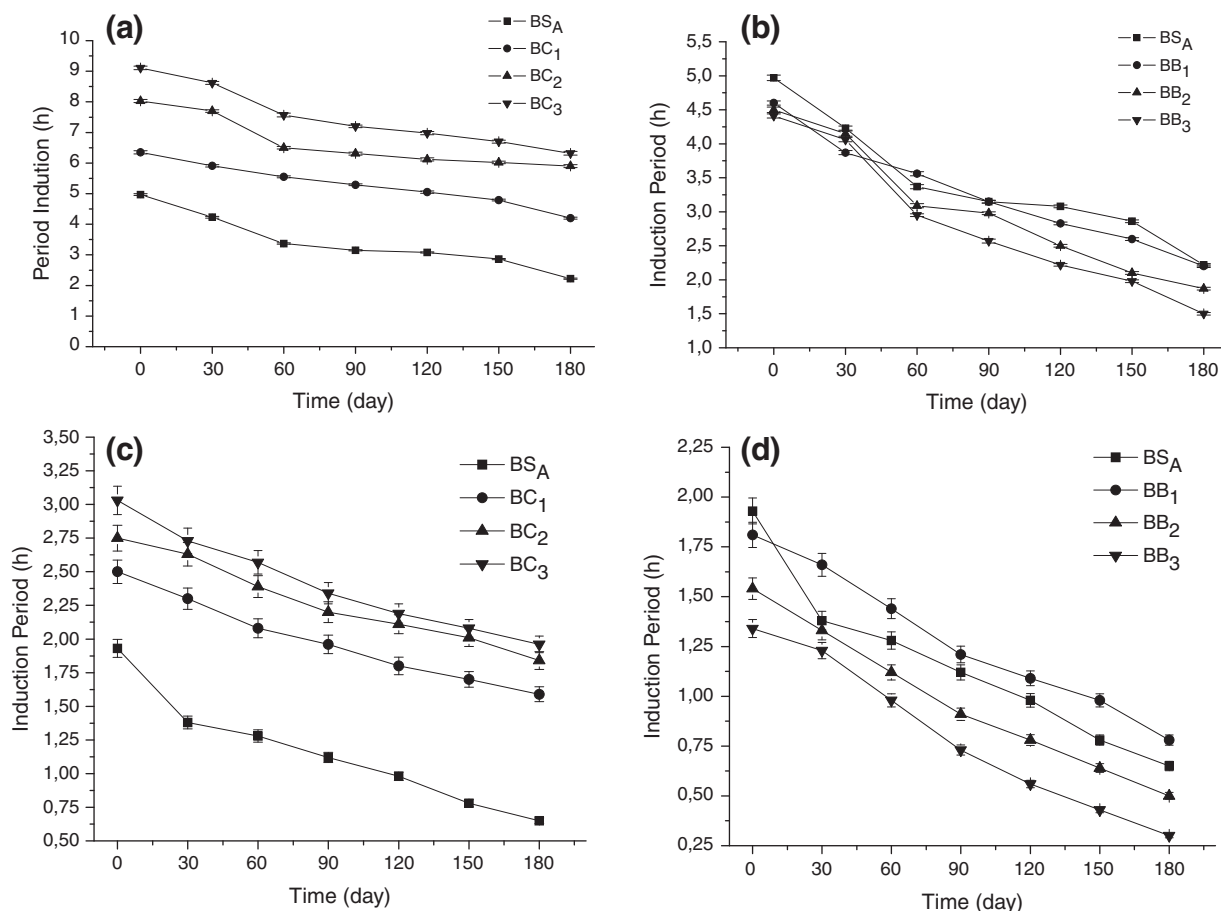 (a)
BSA
BC1
BC2
BC3
10
9
8
7
6
5
4
3
2
1
0
Period Indution (h)
0 30 60 90 120 150 180
Time (day)
(b)
BSA
BB1
BB2
BB3
5,5
5,0
4,5
4,0
3,5
3,0
2,5
2,0
1,5
1,0
Induction Period (h)
0 30 60 90 120 150 180
Time (day)
(c)
BSA
BC1
BC2
BC3
3,50
3,25
3,00
2,75
2,50
2,25
2,00
1,75
1,50
1,25
1,00
0,75
0,50
Induction Period (h)
0 30 60 90 120 150 180
Time (day)
(d)
BSA
BB1
BB2
BB3
2,25
2,00
1,75
1,50
1,25
1,00
0,75
0,50
0,25
Induction Period (h)
0 30 60 90 120 150 180
Time (day)